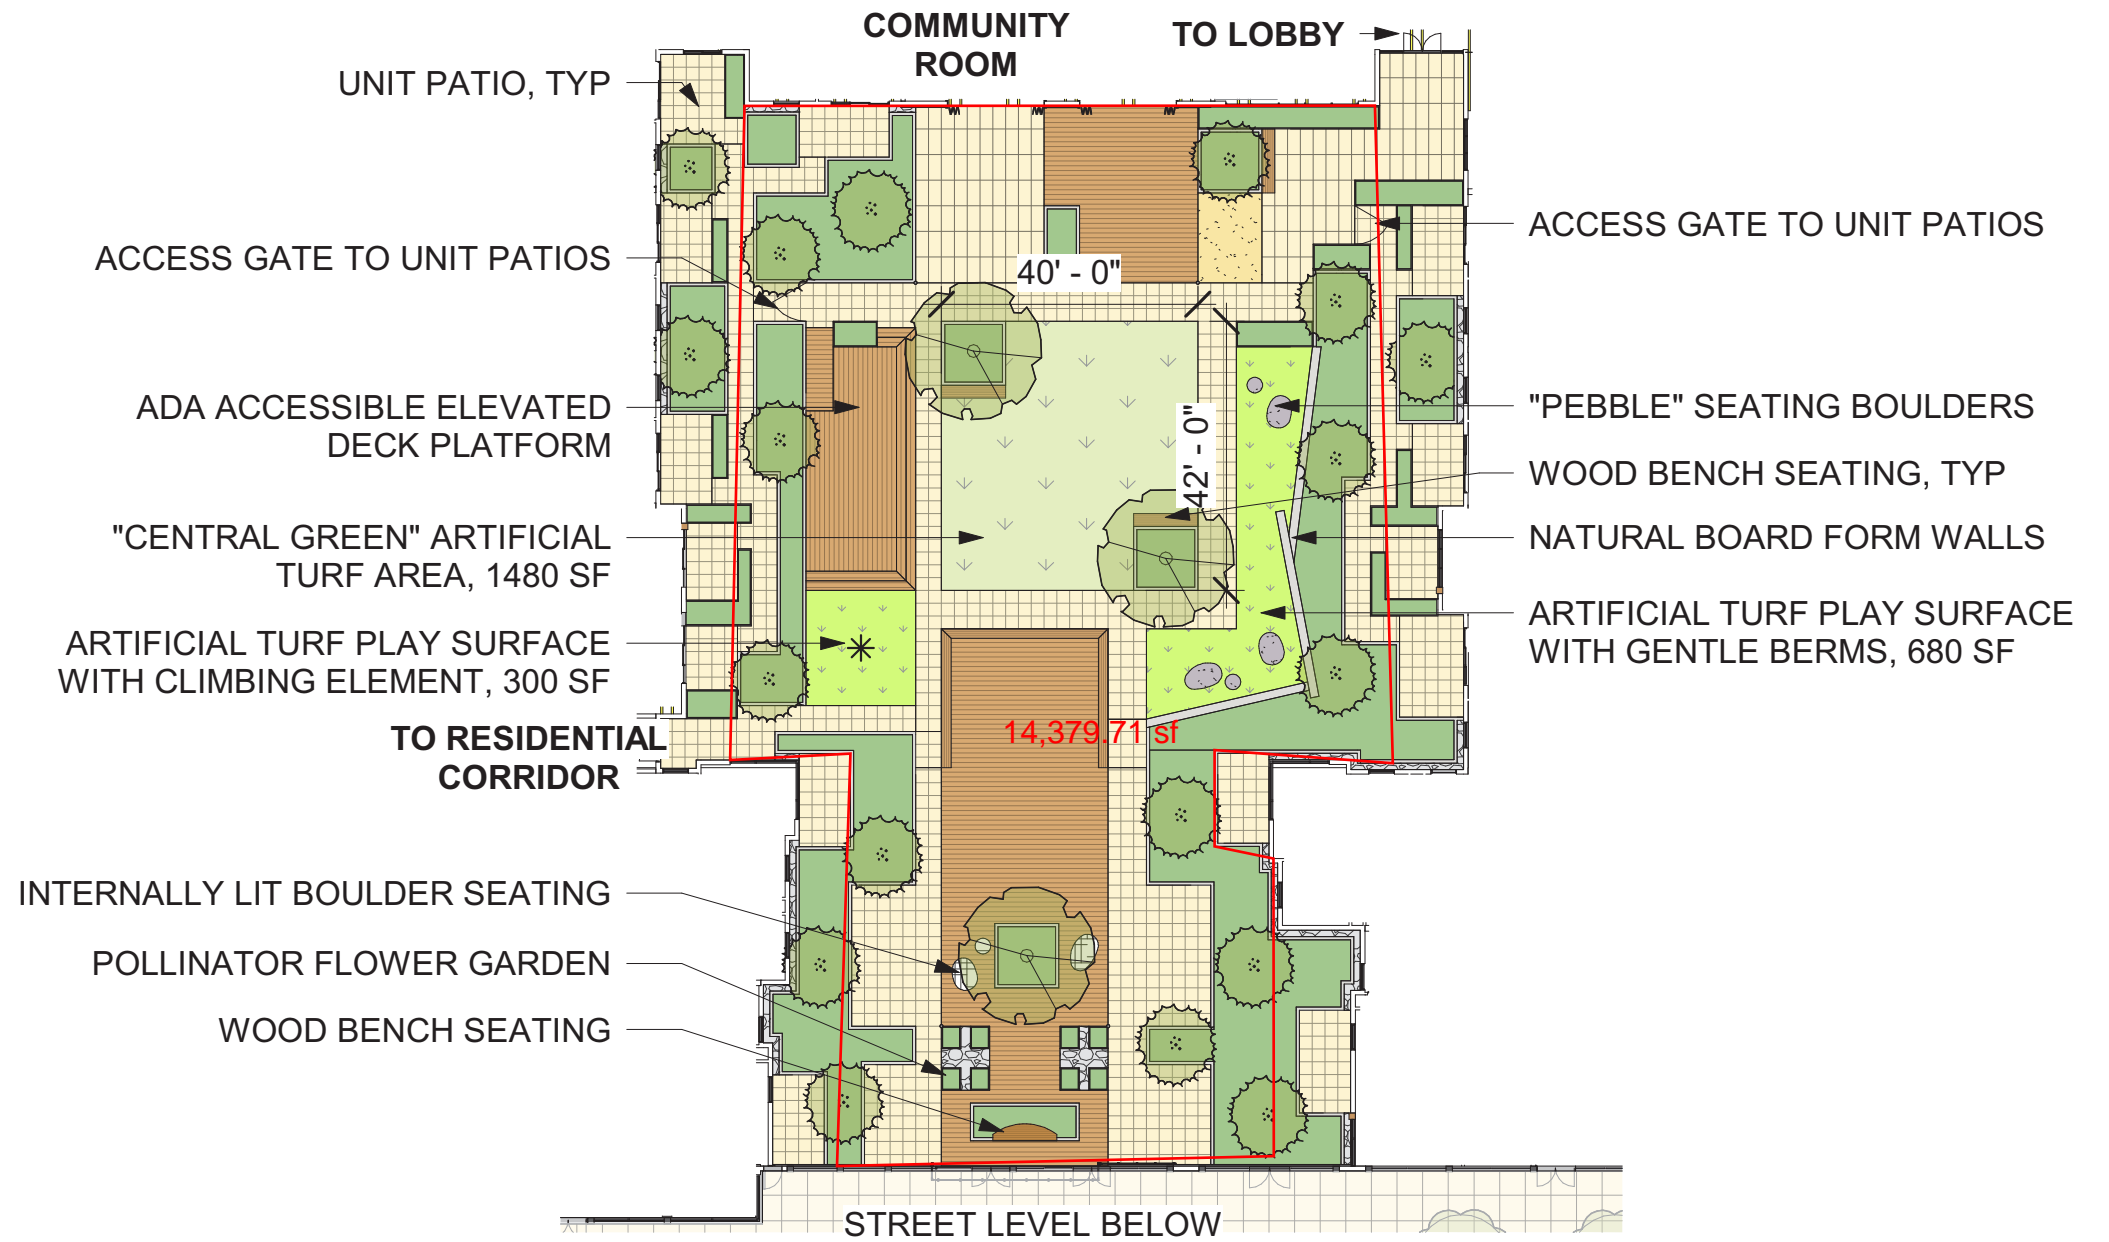 COMMUNITY
ROOM
TO LOBBY
UNIT PATIO, TYP
ACCESS GATE TO UNIT PATIOS
ACCESS GATE TO UNIT PATIOS
40' - 0"
ADA ACCESSIBLE ELEVATED
DECK PLATFORM
"PEBBLE" SEATING BOULDERS
42' - 0"
WOOD BENCH SEATING, TYP
"CENTRAL GREEN" ARTIFICIAL
TURF AREA, 1480 SF
NATURAL BOARD FORM WALLS
ARTIFICIAL TURF PLAY SURFACE
WITH CLIMBING ELEMENT, 300 SF
ARTIFICIAL TURF PLAY SURFACE
WITH GENTLE BERMS, 680 SF
TO RESIDENTIAL
CORRIDOR
14,379.71 sf
INTERNALLY LIT BOULDER SEATING
POLLINATOR FLOWER GARDEN
WOOD BENCH SEATING
STREET LEVEL BELOW